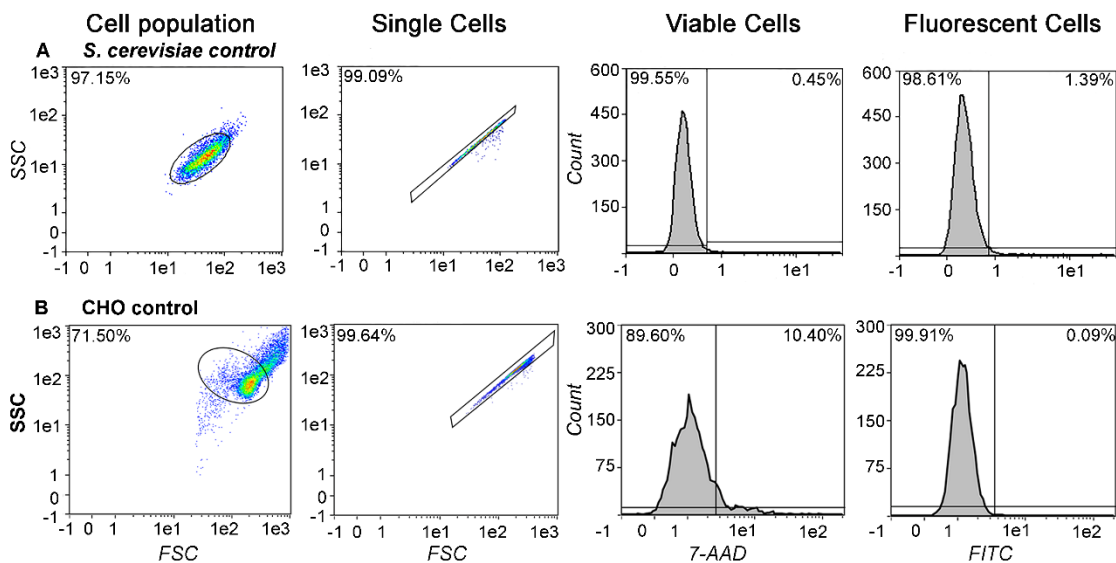 Cell population Single Cells Viable Cells Fluorescent Cells
A S. cerevisiae control
1e3 97.15% 1e3 99.09% 600 99.55% 0.45% 600 98.61% 1.39%
1e2 1e2 450 450
SSC 1e1 1e1 Count 300 300
1 1 150 150
0 0
-1 -1
-1 0 1 1e1 1e2 1e3 -1 0 1 1e1 1e2 1e3 -1 0 1 1e1 -1 0 1 1e1
B CHO control
1e3 71.50% 1e3 99.64% 300 89.60% 10.40% 300 99.91% 0.09%
1e2 1e2 225 225
SSC 1e1 1e1 Count 150 150
1 1 75 75
0 0
-1 -1
-1 0 1 1e1 1e2 1e3 -1 0 1 1e1 1e2 1e3 -1 0 1 1e1 1e2 -1 0 1 1e1 1e2
FSC FSC 7-AAD FITC